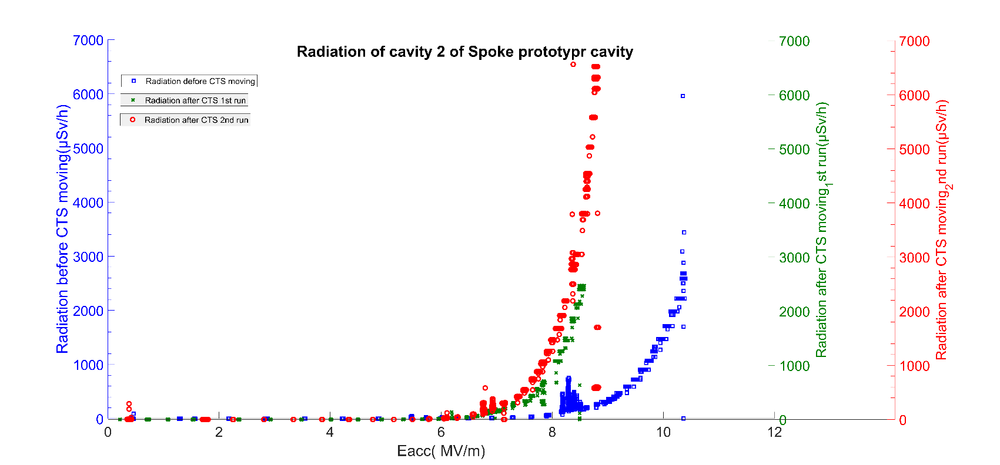 Radiation of cavity 2 of Spoke prototypr cavity
Radiation defore CTS moving
Radiation after CTS 1st run
Radiation after CTS 2nd run
Radiation before CTS moving(µSv/h)
7000
6000
5000
4000
3000
2000
1000
0
Radiation after CTS moving₁st run(µSv/h)
7000
6000
5000
4000
3000
2000
1000
0
Radiation after CTS moving₂nd run(µSv/h)
7000
6000
5000
4000
3000
2000
1000
0
0 2 4 6 8 10 12
Eacc( MV/m)